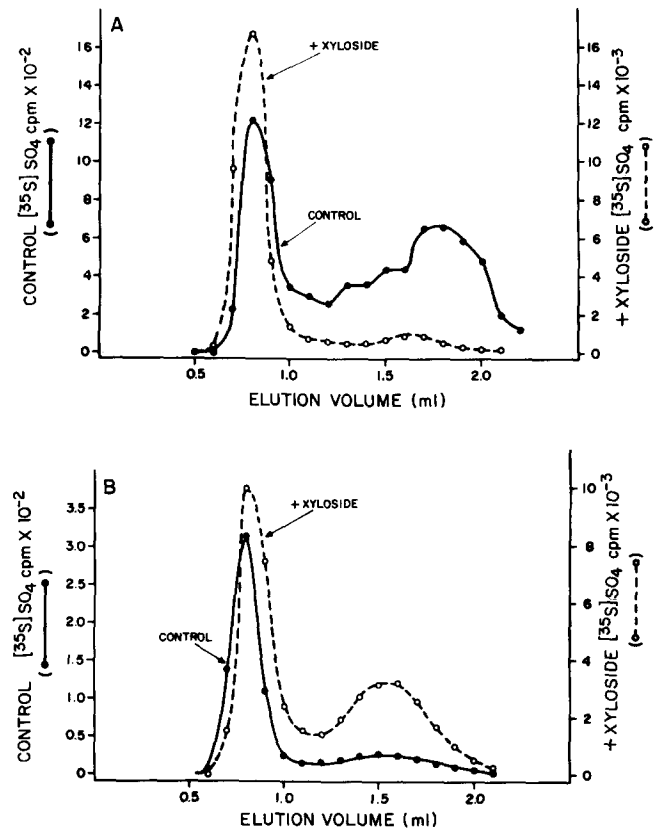 A
16
14
12
10
8
6
4
2
0
CONTROL [35S] SO4 cpm X 10-2
( )
+ XYLOSIDE
CONTROL
16
14
12
10
8
6
4
2
0
+ XYLOSIDE [35S] SO4 cpm X 10-3
( )
0.5 1.0 1.5 2.0
ELUTION VOLUME (ml)
B
3.5
3.0
2.5
2.0
1.5
1.0
0.5
0
CONTROL [35S] SO4 cpm X 10-2
( )
+ XYLOSIDE
CONTROL
10
8
6
4
2
0
+ XYLOSIDE [35S] SO4 cpm X 10-3
( )
0.5 1.0 1.5 2.0
ELUTION VOLUME (ml)